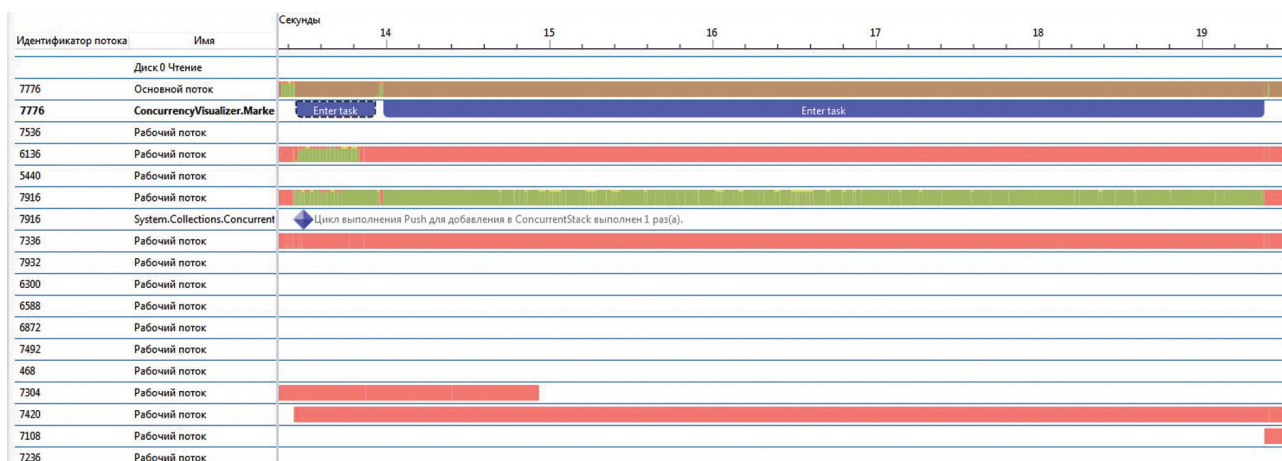 Секунды
14 15 16 17 18 19
Идентификатор потока Имя
Диск 0 Чтение
7776 Основной поток
7776 ConcurrencyVisualizer.Marke Enter task Enter task
7536 Рабочий поток
6136 Рабочий поток
5440 Рабочий поток
7916 Рабочий поток
7916 System.Collections.Concurrent Цикл выполнения Push для добавления в ConcurrentStack выполнен 1 раз(а).
7336 Рабочий поток
7932 Рабочий поток
6300 Рабочий поток
6588 Рабочий поток
6872 Рабочий поток
7492 Рабочий поток
468 Рабочий поток
7304 Рабочий поток
7420 Рабочий поток
7108 Рабочий поток
7236 Рабочий поток